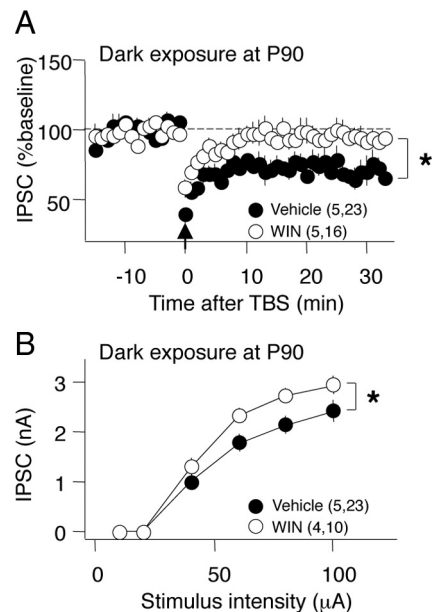 A
Dark exposure at P90
150
100
50
IPSC (%baseline)
*
Vehicle (5,23)
WIN (5,16)
-10 0 10 20 30
Time after TBS (min)
B
Dark exposure at P90
3
2
1
0
IPSC (nA)
*
Vehicle (5,23)
WIN (4,10)
0 50 100
Stimulus intensity (μA)